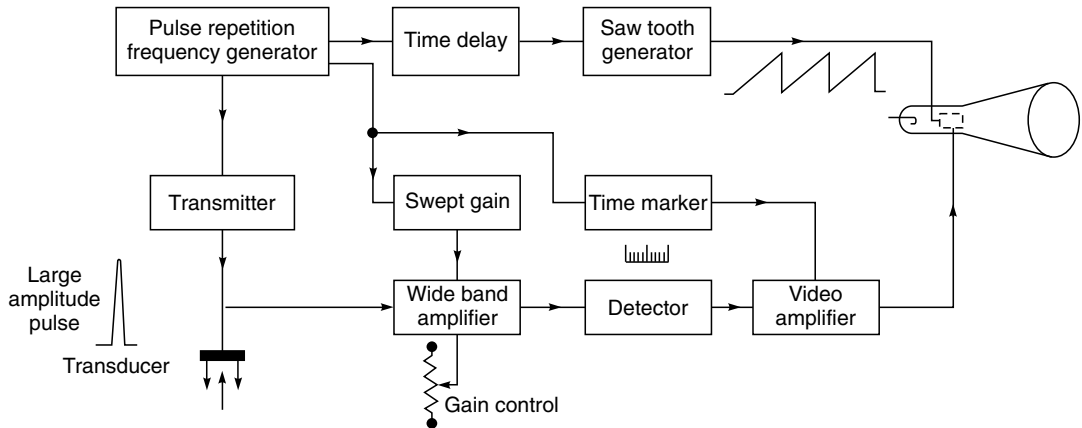 Pulse repetition
frequency generator
Time delay
Saw tooth
generator
Transmitter
Swept gain
Time marker
Large
amplitude
pulse
Transducer
Wide band
amplifier
Detector
Video
amplifier
Gain control